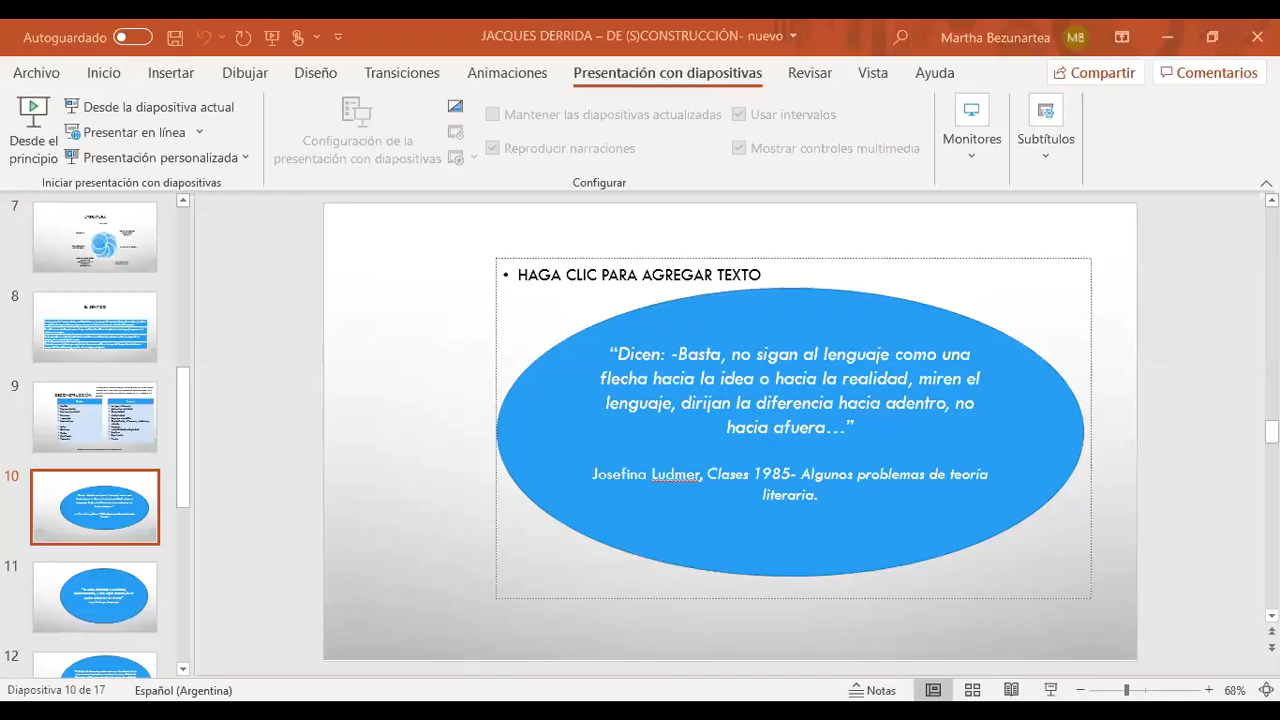 Autoguardado
JACQUES DERRIDA – DE (S)CONSTRUCCIÓN- nuevo
Martha Bezunartea
MB
Archivo Inicio Insertar Dibujar Diseño Transiciones Animaciones Presentación con diapositivas Revisar Vista Ayuda
Compartir
Comentarios
Desde el principio
Desde la diapositiva actual
Presentar en línea
Presentación personalizada
Iniciar presentación con diapositivas
Configuración de la
presentación con diapositivas
Mantener las diapositivas actualizadas
Reproducir narraciones
Usar intervalos
Mostrar controles multimedia
Configurar
Monitores
Subtítulos
7
8
9
DECONSTRUCCIÓN
10
11
12
• HAGA CLIC PARA AGREGAR TEXTO
“Dicen: -Basta, no sigan al lenguaje como una
flecha hacia la idea o hacia la realidad, miren el
lenguaje, dirijan la diferencia hacia adentro, no
hacia afuera...”
Josefina Ludmer, Clases 1985- Algunos problemas de teoría
literaria.
Diapositiva 10 de 17
Español (Argentina)
Notas
68%